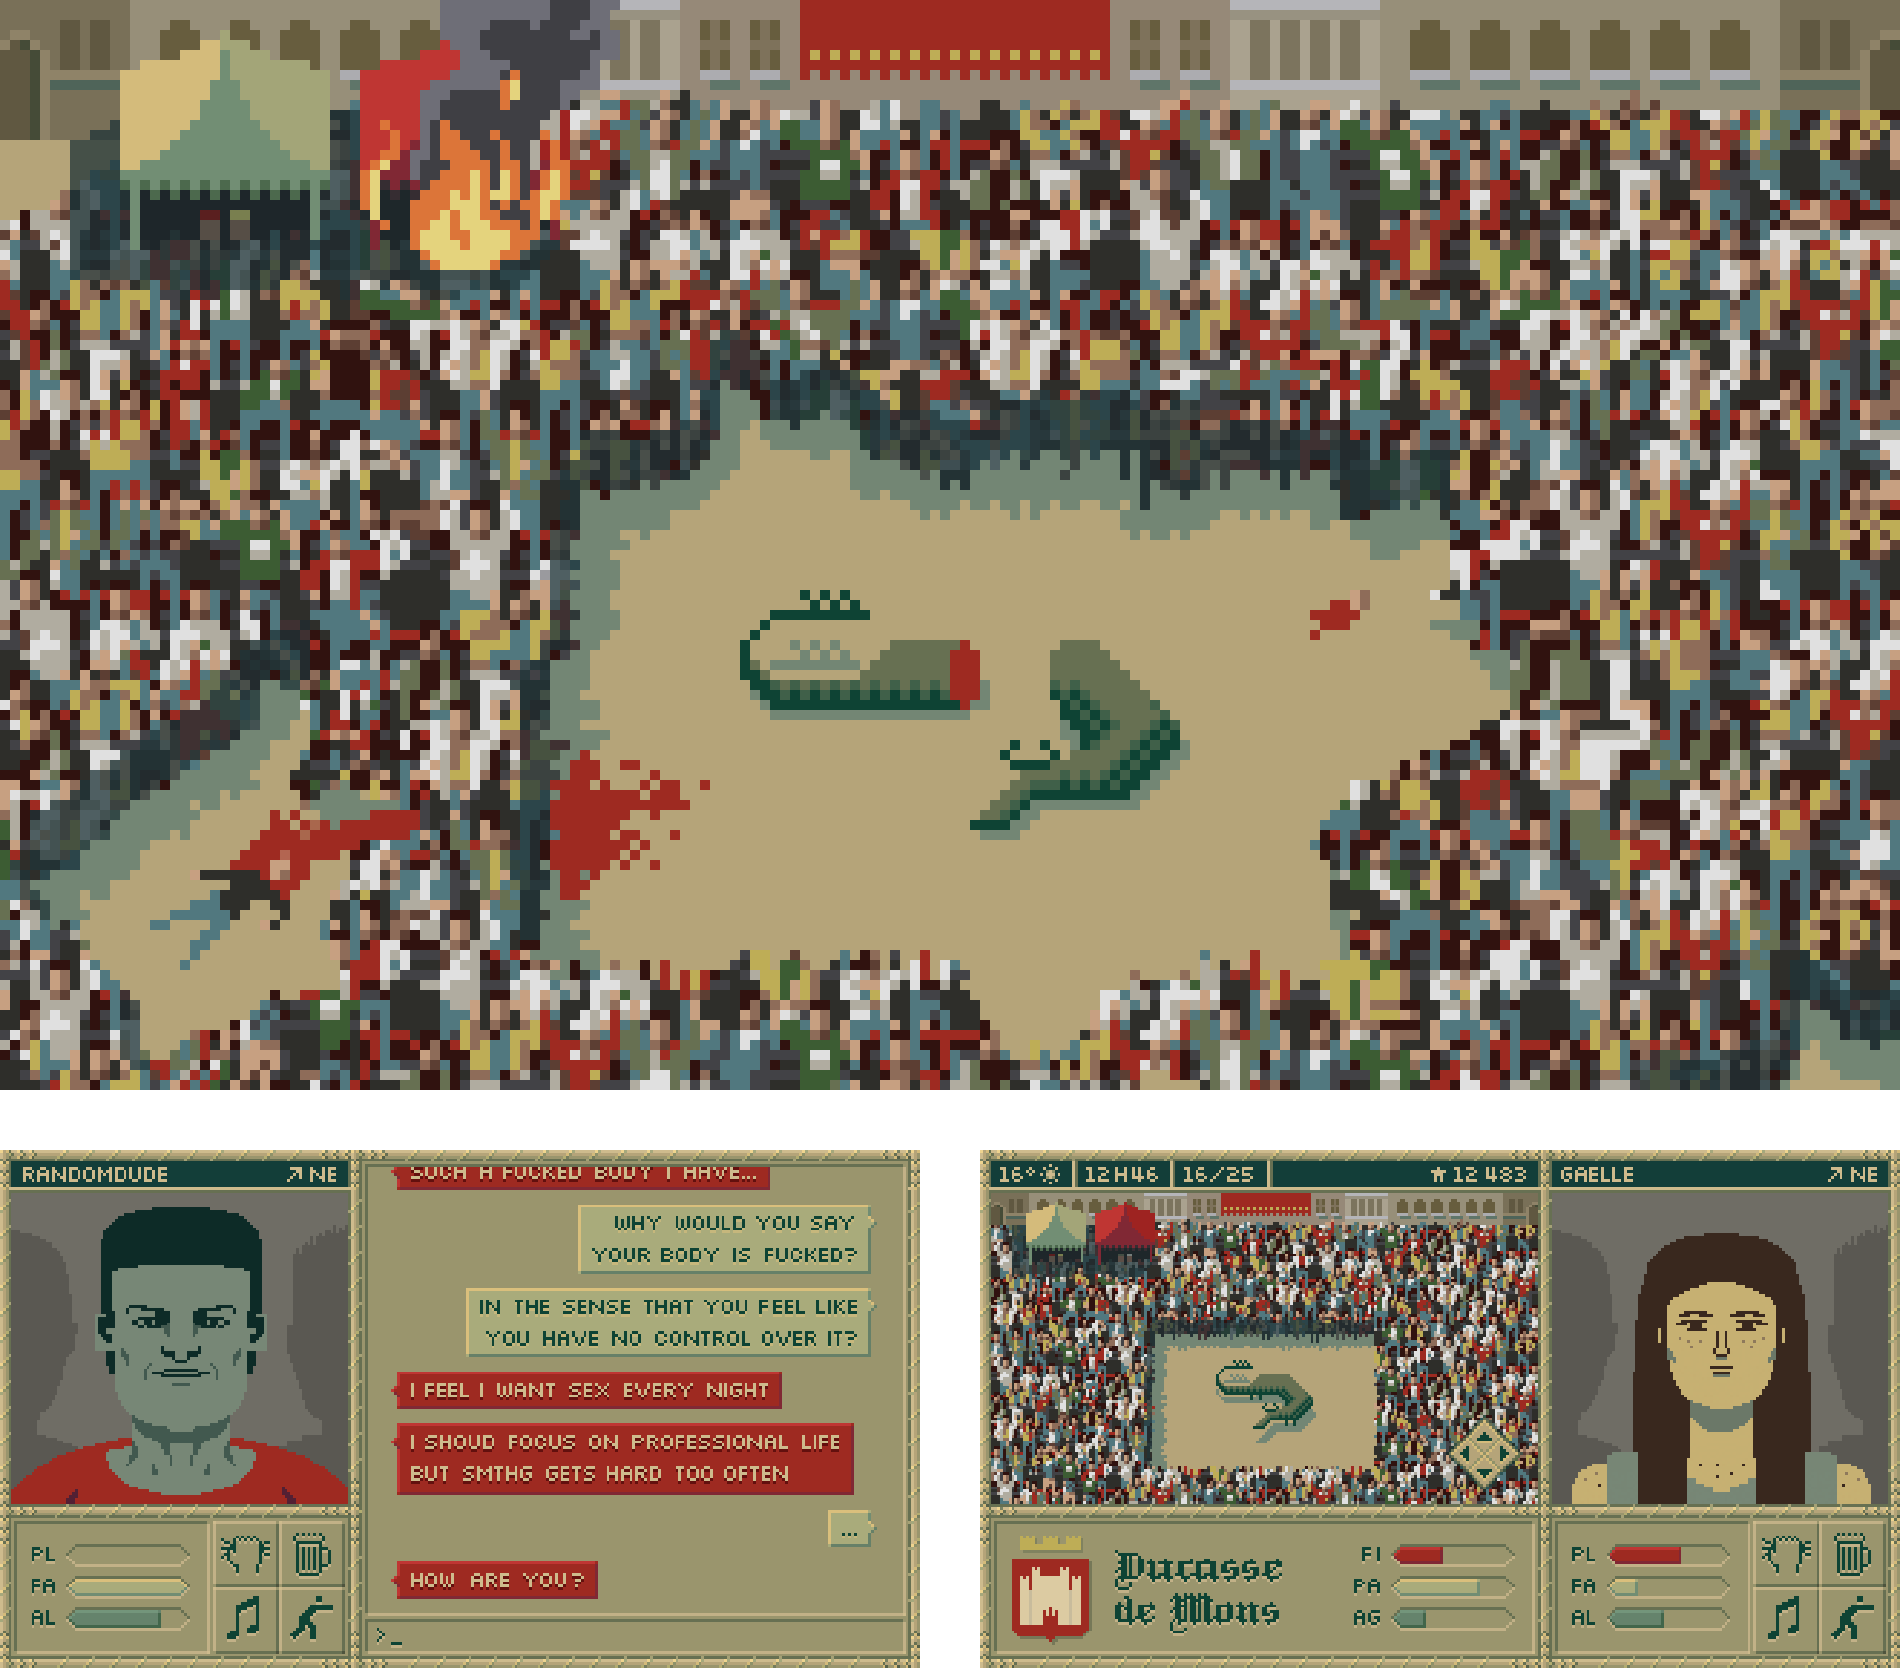 RANDOMDUDE
NE
SUCH A FUCKED BODY I HAVE...
WHY WOULD YOU SAY
YOUR BODY IS FUCKED?
IN THE SENSE THAT YOU FEEL LIKE
YOU HAVE NO CONTROL OVER IT?
I FEEL I WANT SEX EVERY NIGHT
I SHOUD FOCUS ON PROFESSIONAL LIFE
BUT SMTHG GETS HARD TOO OFTEN
...
HOW ARE YOU?
>_
PL
FA
AL
16°
12H46
16/25
12 483
GAELLE
NE
Ducasse
de Mons
FI
PA
AG
PL
FA
AL